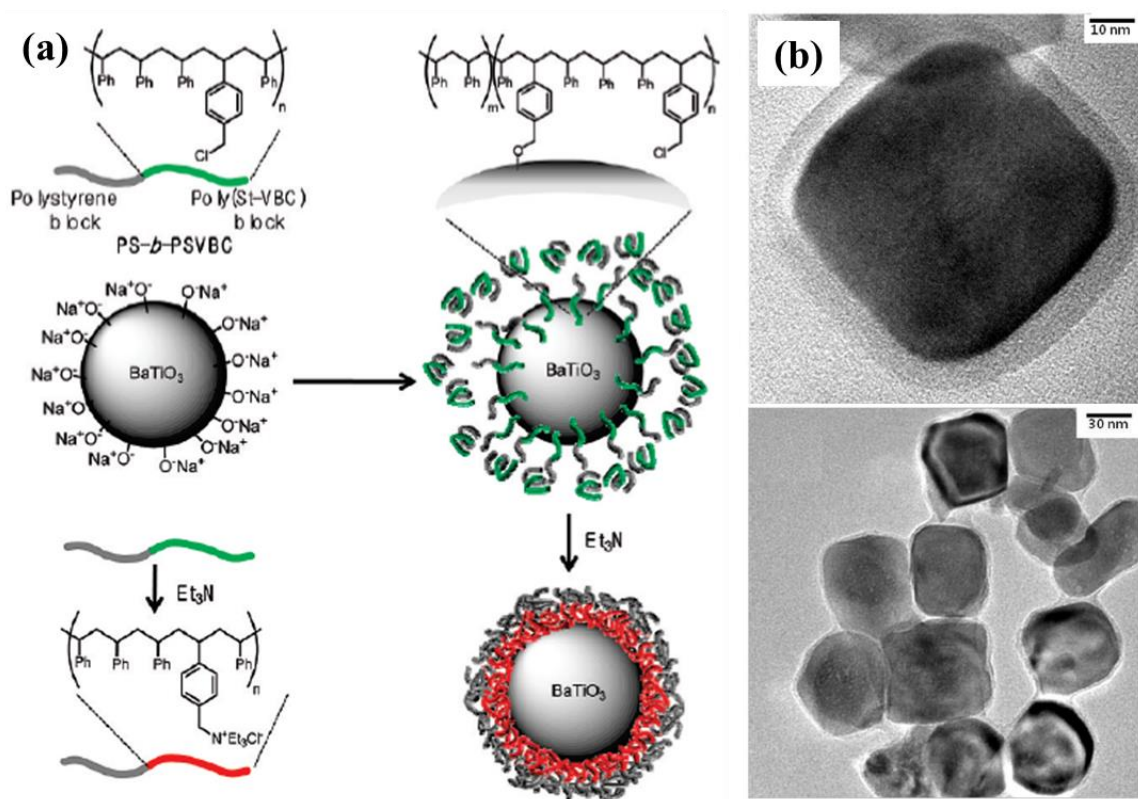 (a)
Ph Ph Ph Ph
n
Cl
Polystyrene block
Poly(St-VBC) block
PS-b-PSVBC
Ph Ph
m
Ph Ph Ph
n
O
Cl
Na⁺O⁻
O⁻Na⁺
Na⁺O⁻
O⁻Na⁺
Na⁺O⁻
O⁻Na⁺
Na⁺O⁻
BaTiO₃
O⁻Na⁺
Na⁺O⁻
O⁻Na⁺
Na⁺O
O⁻Na⁺
Na⁺O⁻
O⁻Na⁺
Na⁺O⁻
O⁻Na⁺
BaTiO₃
Et₃N
Et₃N
Ph Ph Ph Ph
n
N⁺Et₃Cl⁻
BaTiO₃
(b)
10 nm
30 nm